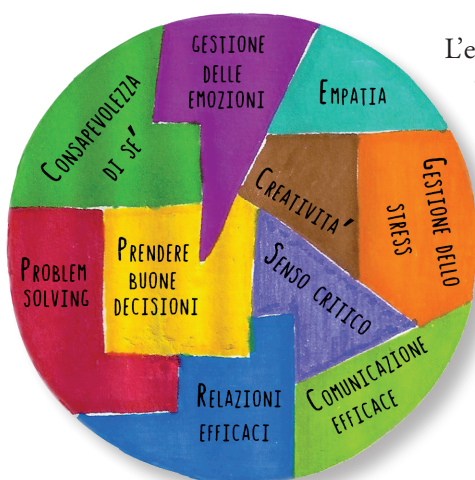 L'e
GESTIONE
DELLE
EMOZIONI
EMPATIA
CONSAPEVOLEZZA
DI SE'
CREATIVITA'
GESTIONE DELLO
STRESS
PROBLEM
SOLVING
PRENDERE
BUONE
DECISIONI
SENSO CRITICO
RELAZIONI
EFFICACI
COMUNICAZIONE
EFFICACE